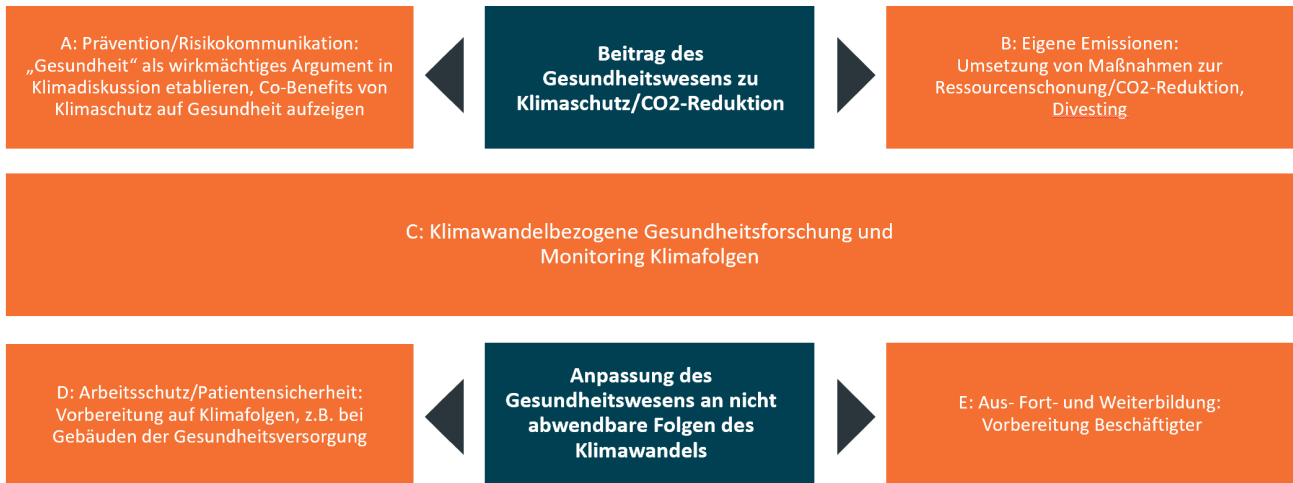 A: Prävention/Risikokommunikation:
„Gesundheit“ als wirkmächtiges Argument in
Klimadiskussion etablieren, Co-Benefits von
Klimaschutz auf Gesundheit aufzeigen
Beitrag des
Gesundheitswesens zu
Klimaschutz/CO2-Reduktion
B: Eigene Emissionen:
Umsetzung von Maßnahmen zur
Ressourcenschonung/CO2-Reduktion,
Divesting
C: Klimawandelbezogene Gesundheitsforschung und
Monitoring Klimafolgen
D: Arbeitsschutz/Patientensicherheit:
Vorbereitung auf Klimafolgen, z.B. bei
Gebäuden der Gesundheitsversorgung
Anpassung des
Gesundheitswesens an nicht
abwendbare Folgen des
Klimawandels
E: Aus- Fort- und Weiterbildung:
Vorbereitung Beschäftigter